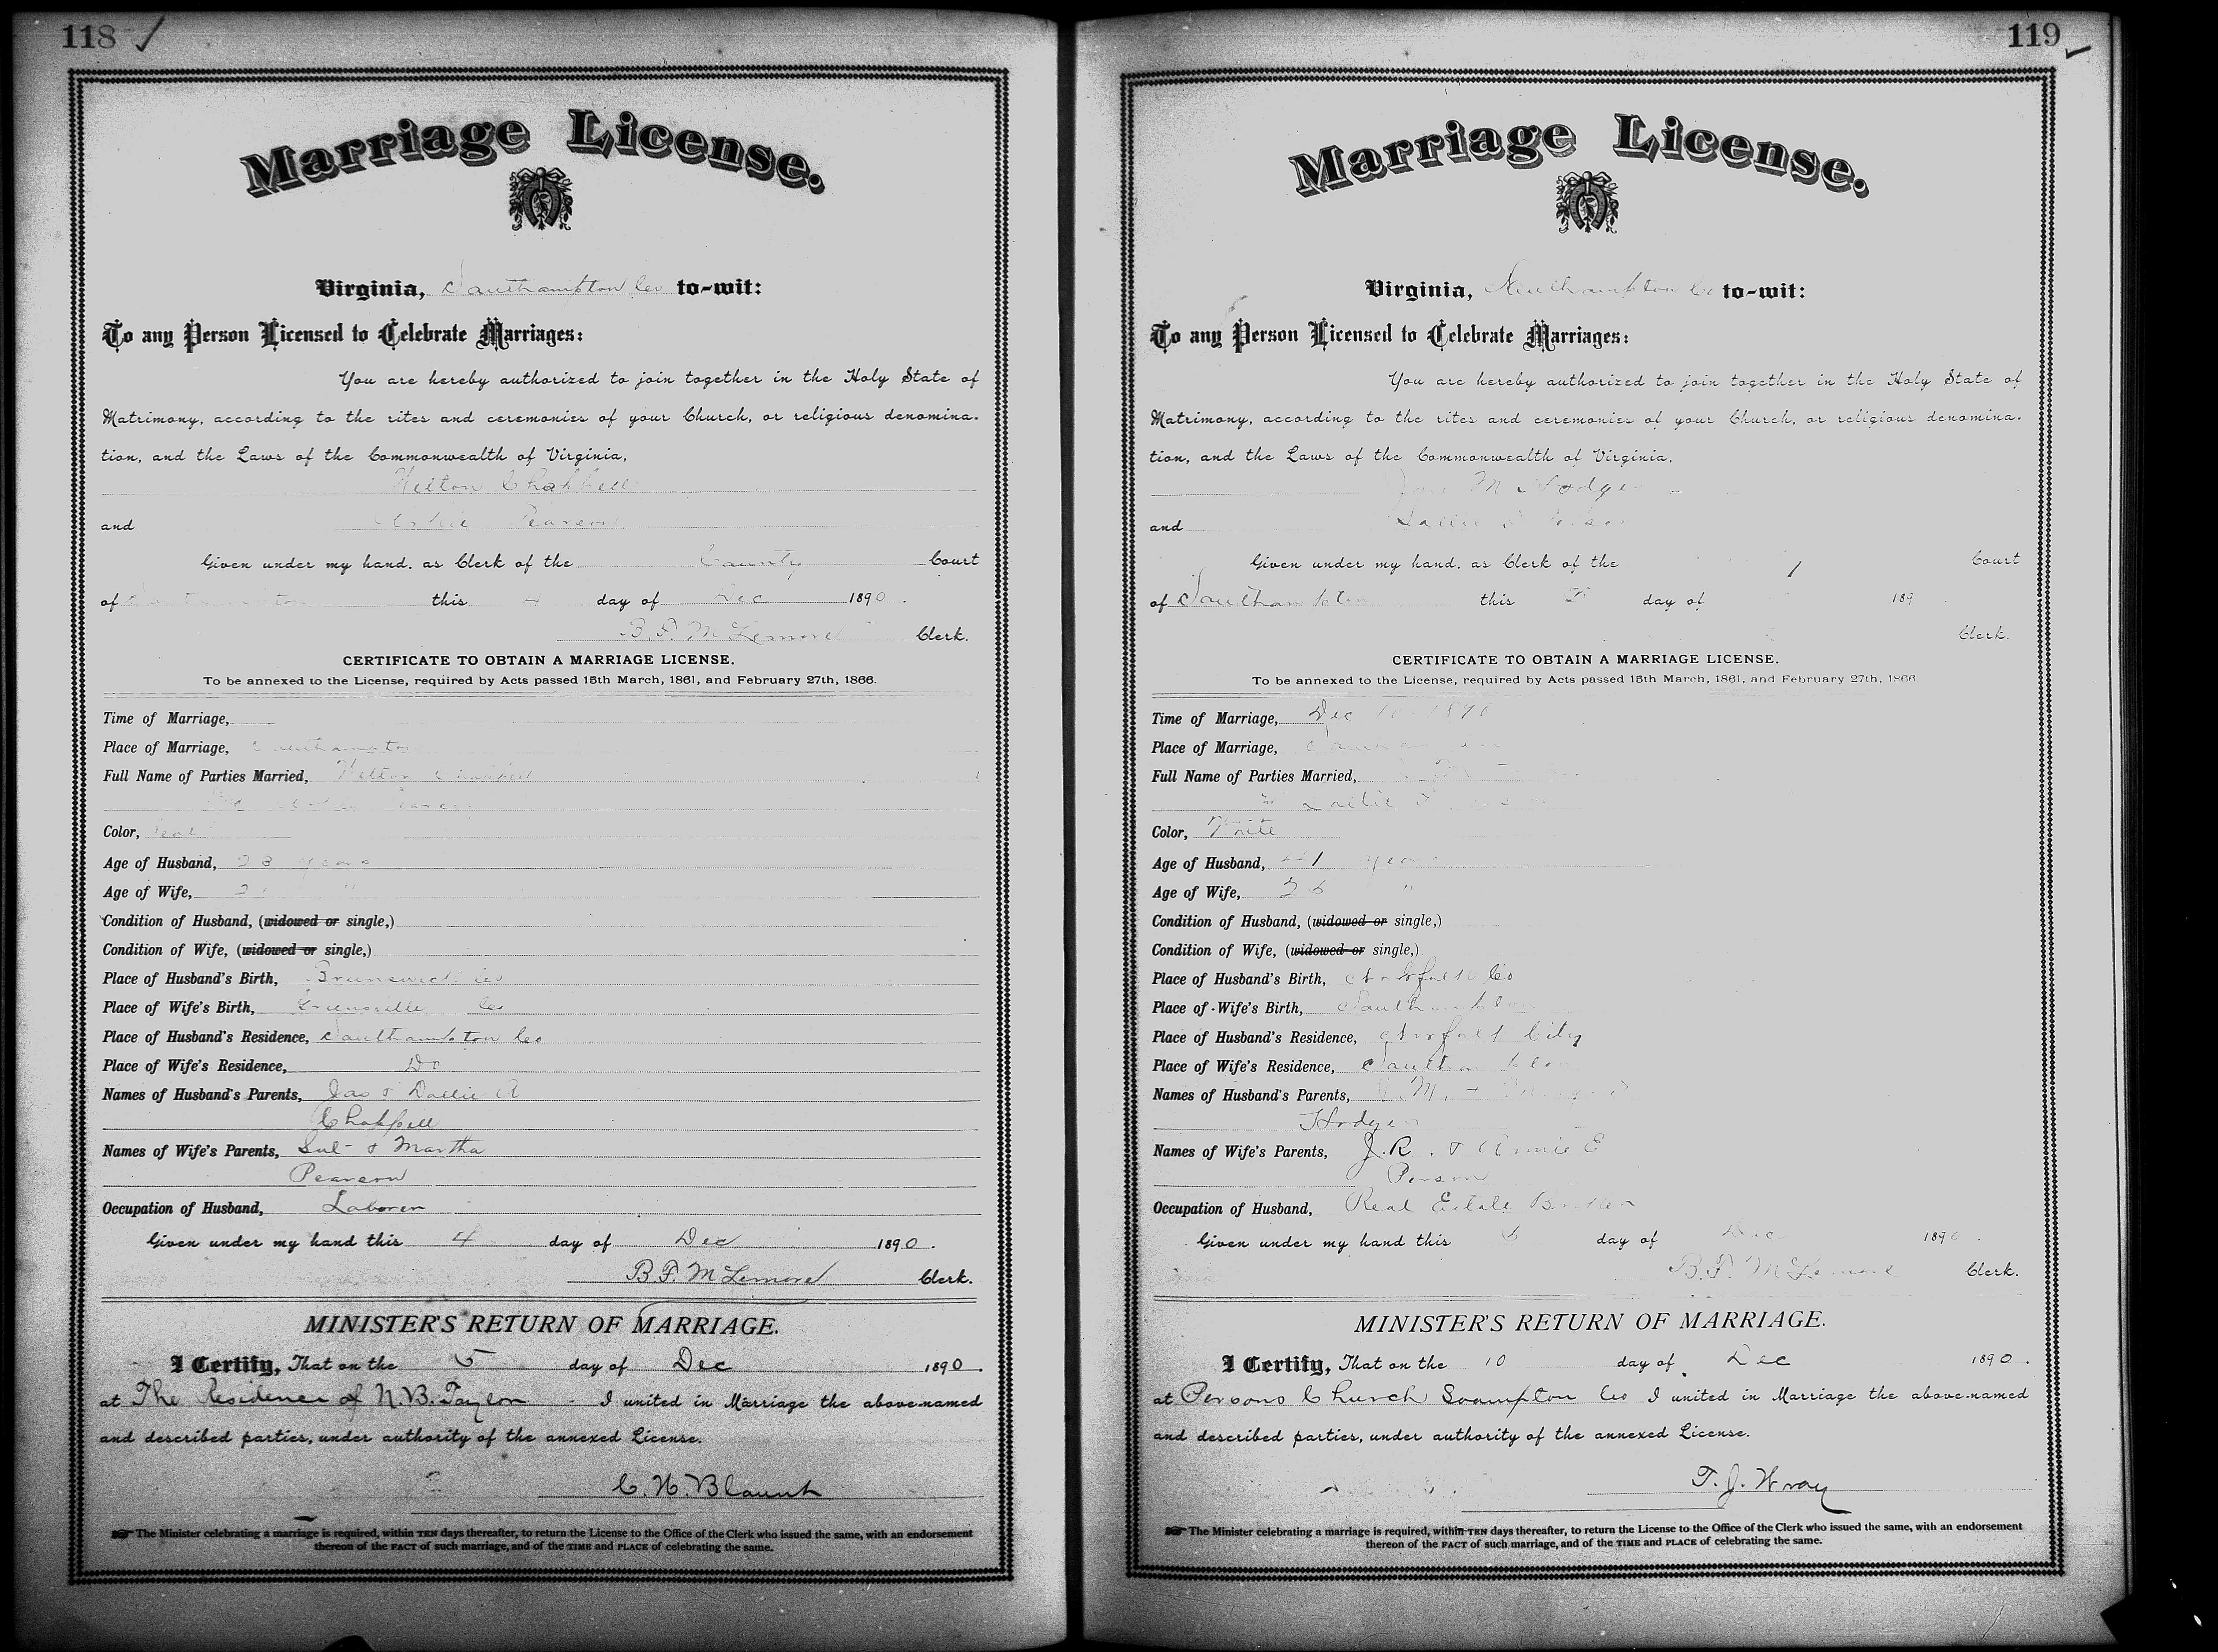 118
Marriage License.
Virginia, Southampton Co to-wit:
To any Person Licensed to Celebrate Marriages:
You are hereby authorized to join together in the Holy State of
Matrimony, according to the rites and ceremonies of your Church, or religious denomina-
tion, and the Laws of the Commonwealth of Virginia,
Welton Chappell
and Pearson
Given under my hand, as Clerk of the County Court
of Southampton this 4 day of Dec 1890.
B. F. McLemore Clerk.
CERTIFICATE TO OBTAIN A MARRIAGE LICENSE.
To be annexed to the License, required by Acts passed 15th March, 1861, and February 27th, 1866.
Time of Marriage,
Place of Marriage, Southampton
Full Name of Parties Married, Welton Chappell
Pearson
Color,
Age of Husband, 23 years
Age of Wife, "
Condition of Husband, (widowed or single,)
Condition of Wife, (widowed or single,)
Place of Husband's Birth, Brunswick Co
Place of Wife's Birth, Greensville Co
Place of Husband's Residence, Southampton Co
Place of Wife's Residence, Do
Names of Husband's Parents, Jas & Dollie A
Chappell
Names of Wife's Parents, Sol & Martha
Pearson
Occupation of Husband, Laborer
Given under my hand this 4 day of Dec 1890.
B. F. McLemore Clerk.
MINISTER'S RETURN OF MARRIAGE.
I Certify, That on the 5 day of Dec 1890.
at The Residence of N. B. Taylor I united in Marriage the above-named
and described parties, under authority of the annexed License.
C. H. Blount
The Minister celebrating a marriage is required, within TEN days thereafter, to return the License to the Office of the Clerk who issued the same, with an endorsement
thereon of the FACT of such marriage, and of the TIME and PLACE of celebrating the same.
119
Marriage License.
Virginia, Southampton Co to-wit:
To any Person Licensed to Celebrate Marriages:
You are hereby authorized to join together in the Holy State of
Matrimony, according to the rites and ceremonies of your Church, or religious denomina-
tion, and the Laws of the Commonwealth of Virginia,
M Hodges
and Sallie
Given under my hand, as Clerk of the Court
of Southampton this day of 189
Clerk.
CERTIFICATE TO OBTAIN A MARRIAGE LICENSE.
To be annexed to the License, required by Acts passed 15th March, 1861, and February 27th, 1866
Time of Marriage, Dec 10 1890
Place of Marriage,
Full Name of Parties Married,
Sallie
Color, White
Age of Husband, years
Age of Wife, 26 "
Condition of Husband, (widowed or single,)
Condition of Wife, (widowed or single,)
Place of Husband's Birth, Norfolk Co
Place of Wife's Birth, Southampton
Place of Husband's Residence, Norfolk City
Place of Wife's Residence, Southampton
Names of Husband's Parents, M. &
Hodges
Names of Wife's Parents, J. R. & Annie E
Person
Occupation of Husband, Real Estate Broker
Given under my hand this day of Dec 1890.
B. F. McLemore Clerk.
MINISTER'S RETURN OF MARRIAGE.
I Certify, That on the 10 day of Dec 1890.
at Persons Church Soampton Co I united in Marriage the above-named
and described parties, under authority of the annexed License.
T. J. Wray
The Minister celebrating a marriage is required, within TEN days thereafter, to return the License to the Office of the Clerk who issued the same, with an endorsement
thereon of the FACT of such marriage, and of the TIME and PLACE of celebrating the same.